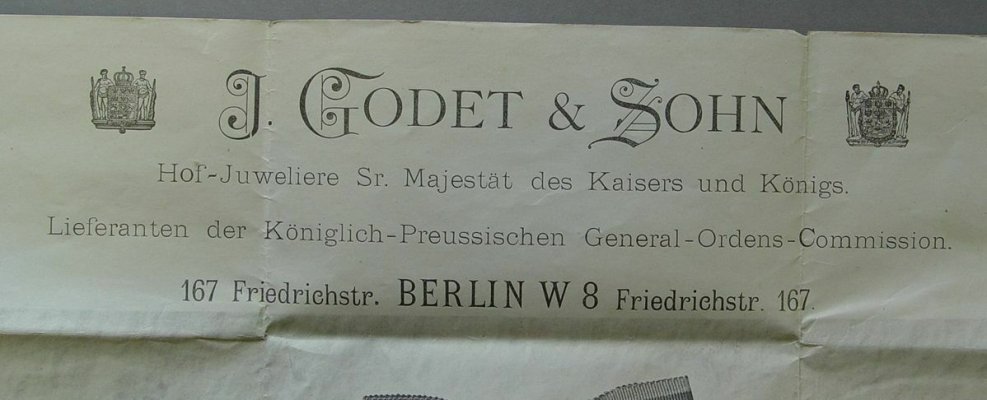 J. GODET & SOHN
Hof-Juweliere Sr. Majestät des Kaisers und Königs.
Lieferanten der Königlich-Preussischen General-Ordens-Commission.
167 Friedrichstr. BERLIN W 8 Friedrichstr. 167.